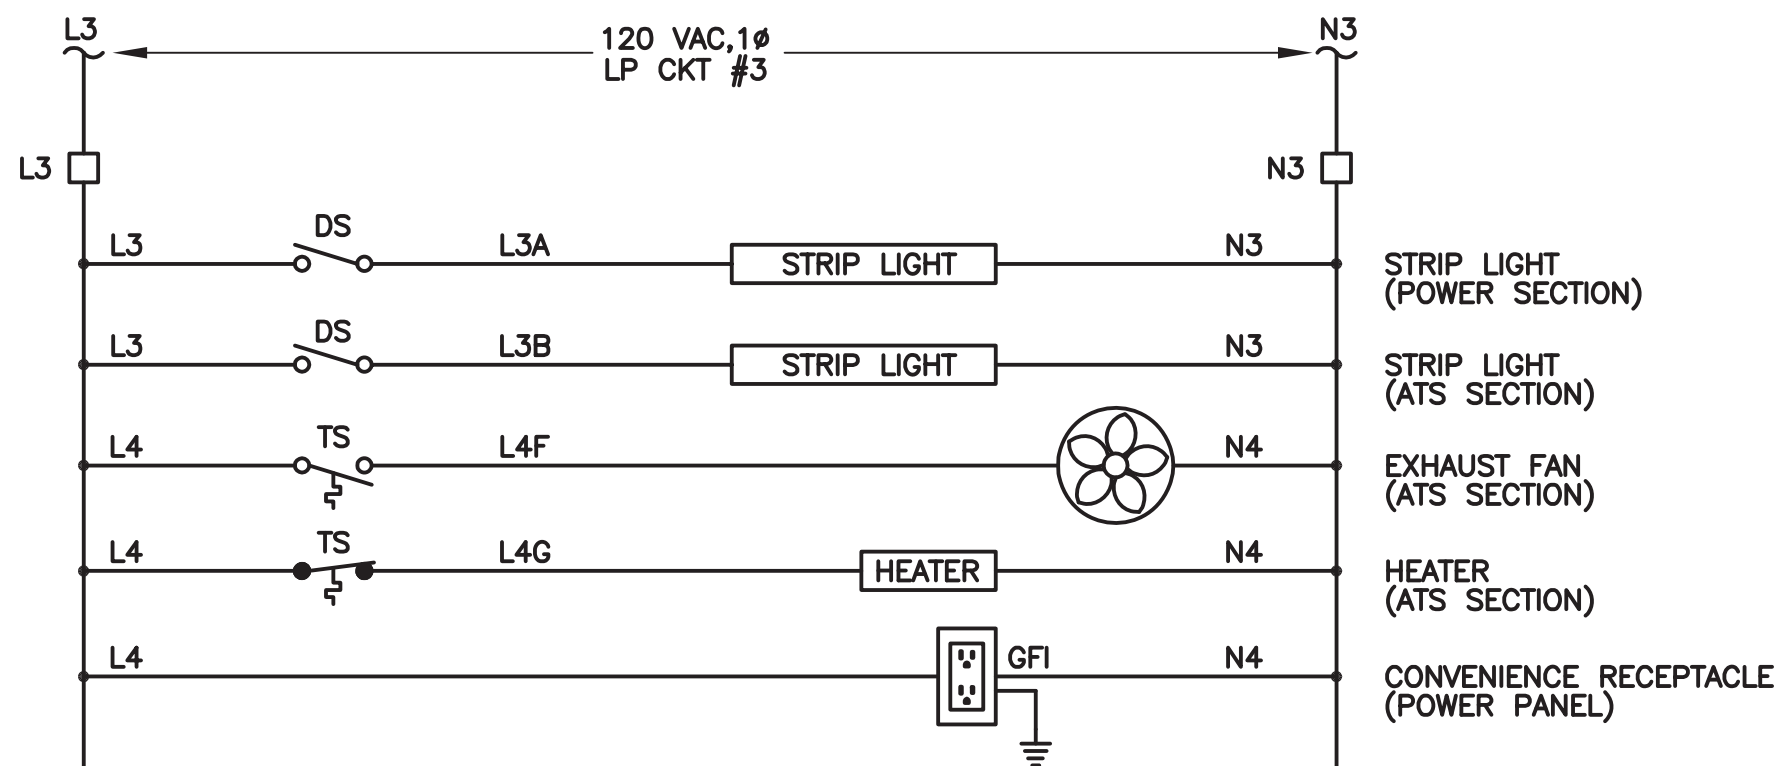 L3
120 VAC,1ø
N3
LP CKT #3
L3
N3
DS
L3
L3A
STRIP LIGHT
N3
STRIP LIGHT
(POWER SECTION)
DS
L3
L3B
STRIP LIGHT
N3
STRIP LIGHT
(ATS SECTION)
TS
L4
L4F
N4
EXHAUST FAN
(ATS SECTION)
TS
L4
L4G
HEATER
N4
HEATER
(ATS SECTION)
L4
GFI
N4
CONVENIENCE RECEPTACLE
(POWER PANEL)